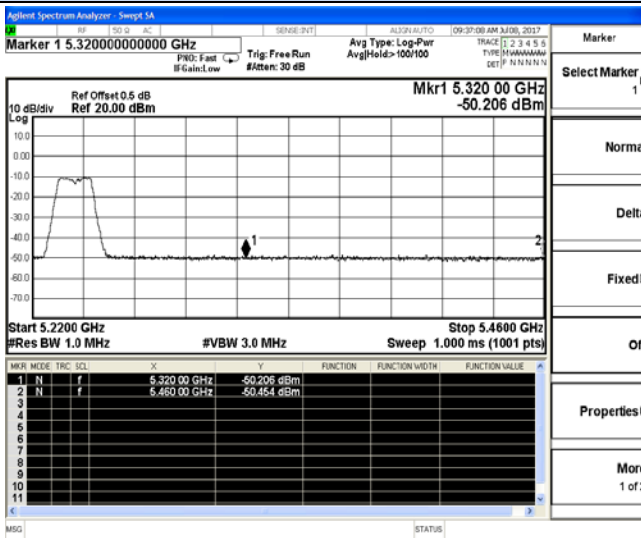 Agilent Spectrum Analyzer - Swept SA
RF 50 Ω AC SENSE:INT ALIGN AUTO 09:37:08 AM Jul 08, 2017
Marker 1 5.320000000000 GHz
PNO: Fast
IFGain:Low
Trig: Free Run
#Atten: 30 dB
Avg Type: Log-Pwr
Avg|Hold:>100/100
TRACE 1 2 3 4 5 6
TYPE
DET P N N N N N
Ref Offset 0.5 dB
Ref 20.00 dBm
10 dB/div
Log
Mkr1 5.320 00 GHz
-50.206 dBm
10.0
0.00
-10.0
-20.0
-30.0
-40.0
-50.0
-60.0
-70.0
1
2
Start 5.2200 GHz
Stop 5.4600 GHz
#Res BW 1.0 MHz
#VBW 3.0 MHz
Sweep 1.000 ms (1001 pts)
MKR MODE TRC SCL X Y FUNCTION FUNCTION WIDTH FUNCTION VALUE
1 N f 5.320 00 GHz -50.206 dBm
2 N f 5.460 00 GHz -50.454 dBm
3
4
5
6
7
8
9
10
11
MSG
STATUS
Marker
Select Marker
1
Norma
Delta
Fixed
Of
Properties
More
1 of 2